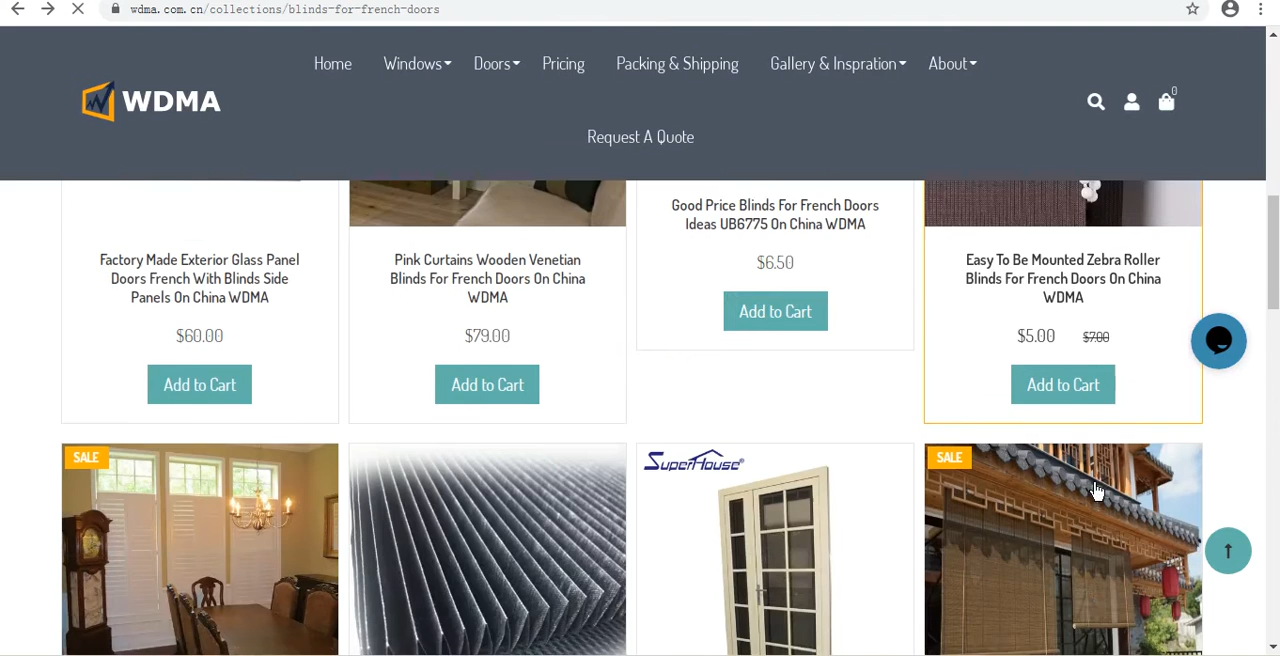 wdma.com.cn/collections/blinds-for-french-doors
Home Windows Doors Pricing Packing & Shipping Gallery & Inspration About
WDMA
0
Request A Quote
Factory Made Exterior Glass Panel
Doors French With Blinds Side
Panels On China WDMA
$60.00
Add to Cart
Pink Curtains Wooden Venetian
Blinds For French Doors On China
WDMA
$79.00
Add to Cart
Good Price Blinds For French Doors
Ideas UB6775 On China WDMA
$6.50
Add to Cart
Easy To Be Mounted Zebra Roller
Blinds For French Doors On China
WDMA
$5.00 $7.00
Add to Cart
SALE
SUPERHOUSE®
SALE